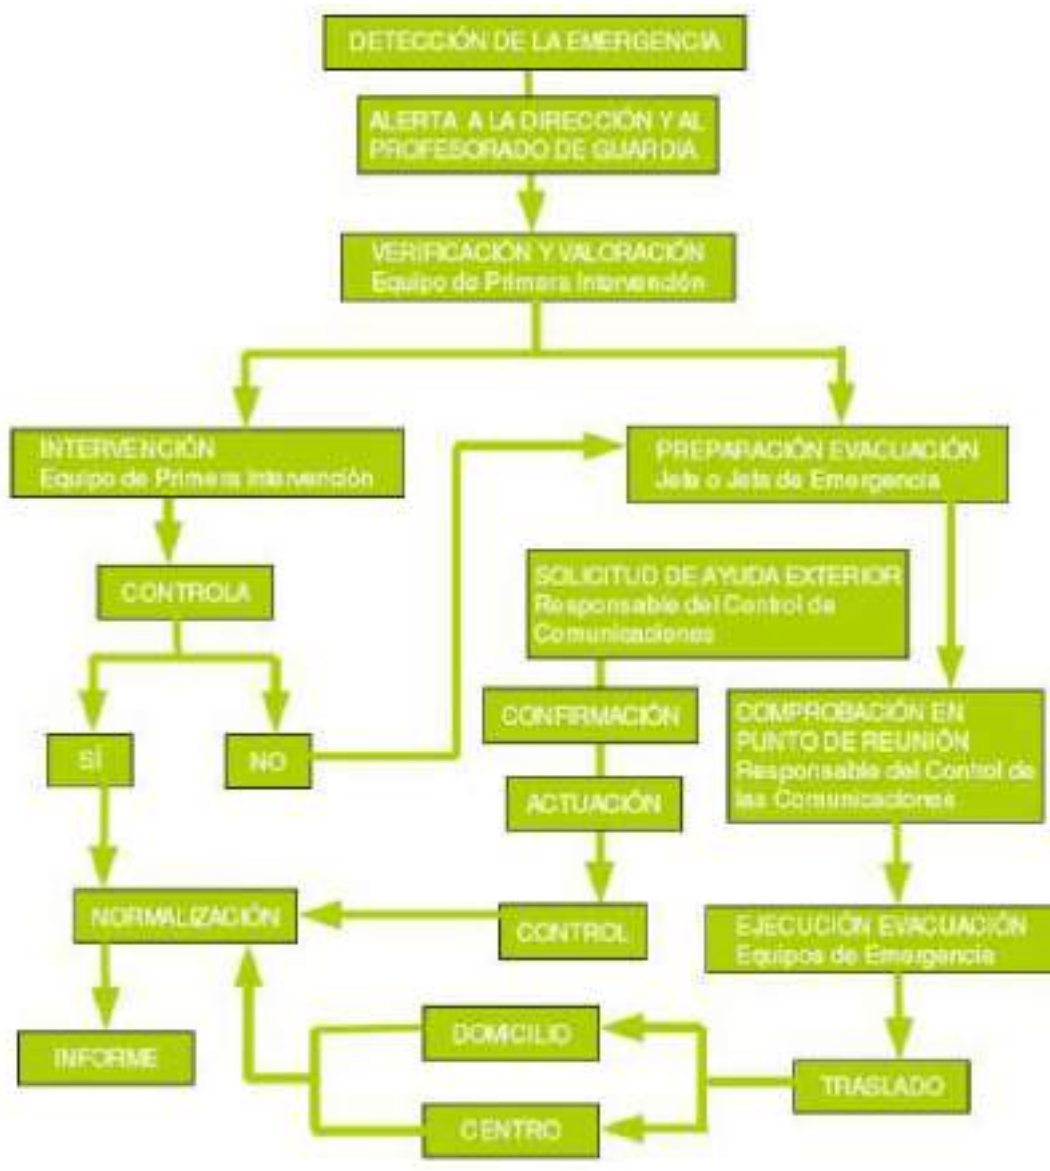 DETECCIÓN DE LA EMERGENCIA
ALERTA A LA DIRECCIÓN Y AL
PROFESORADO DE GUARDIA
VERIFICACIÓN Y VALORACIÓN
Equipo de Primera Intervención
INTERVENCIÓN
Equipo de Primera Intervención
PREPARACIÓN EVACUACIÓN
Jefe o Jefa de Emergencia
CONTROLA
SOLICITUD DE AYUDA EXTERIOR
Responsable del Control de
Comunicaciones
SÍ
NO
CONFIRMACIÓN
COMPROBACIÓN EN
PUNTO DE REUNIÓN
Responsable del Control de
las Comunicaciones
ACTUACIÓN
NORMALIZACIÓN
CONTROL
EJECUCIÓN EVACUACIÓN
Equipos de Emergencia
INFORME
DOMICILIO
TRASLADO
CENTRO